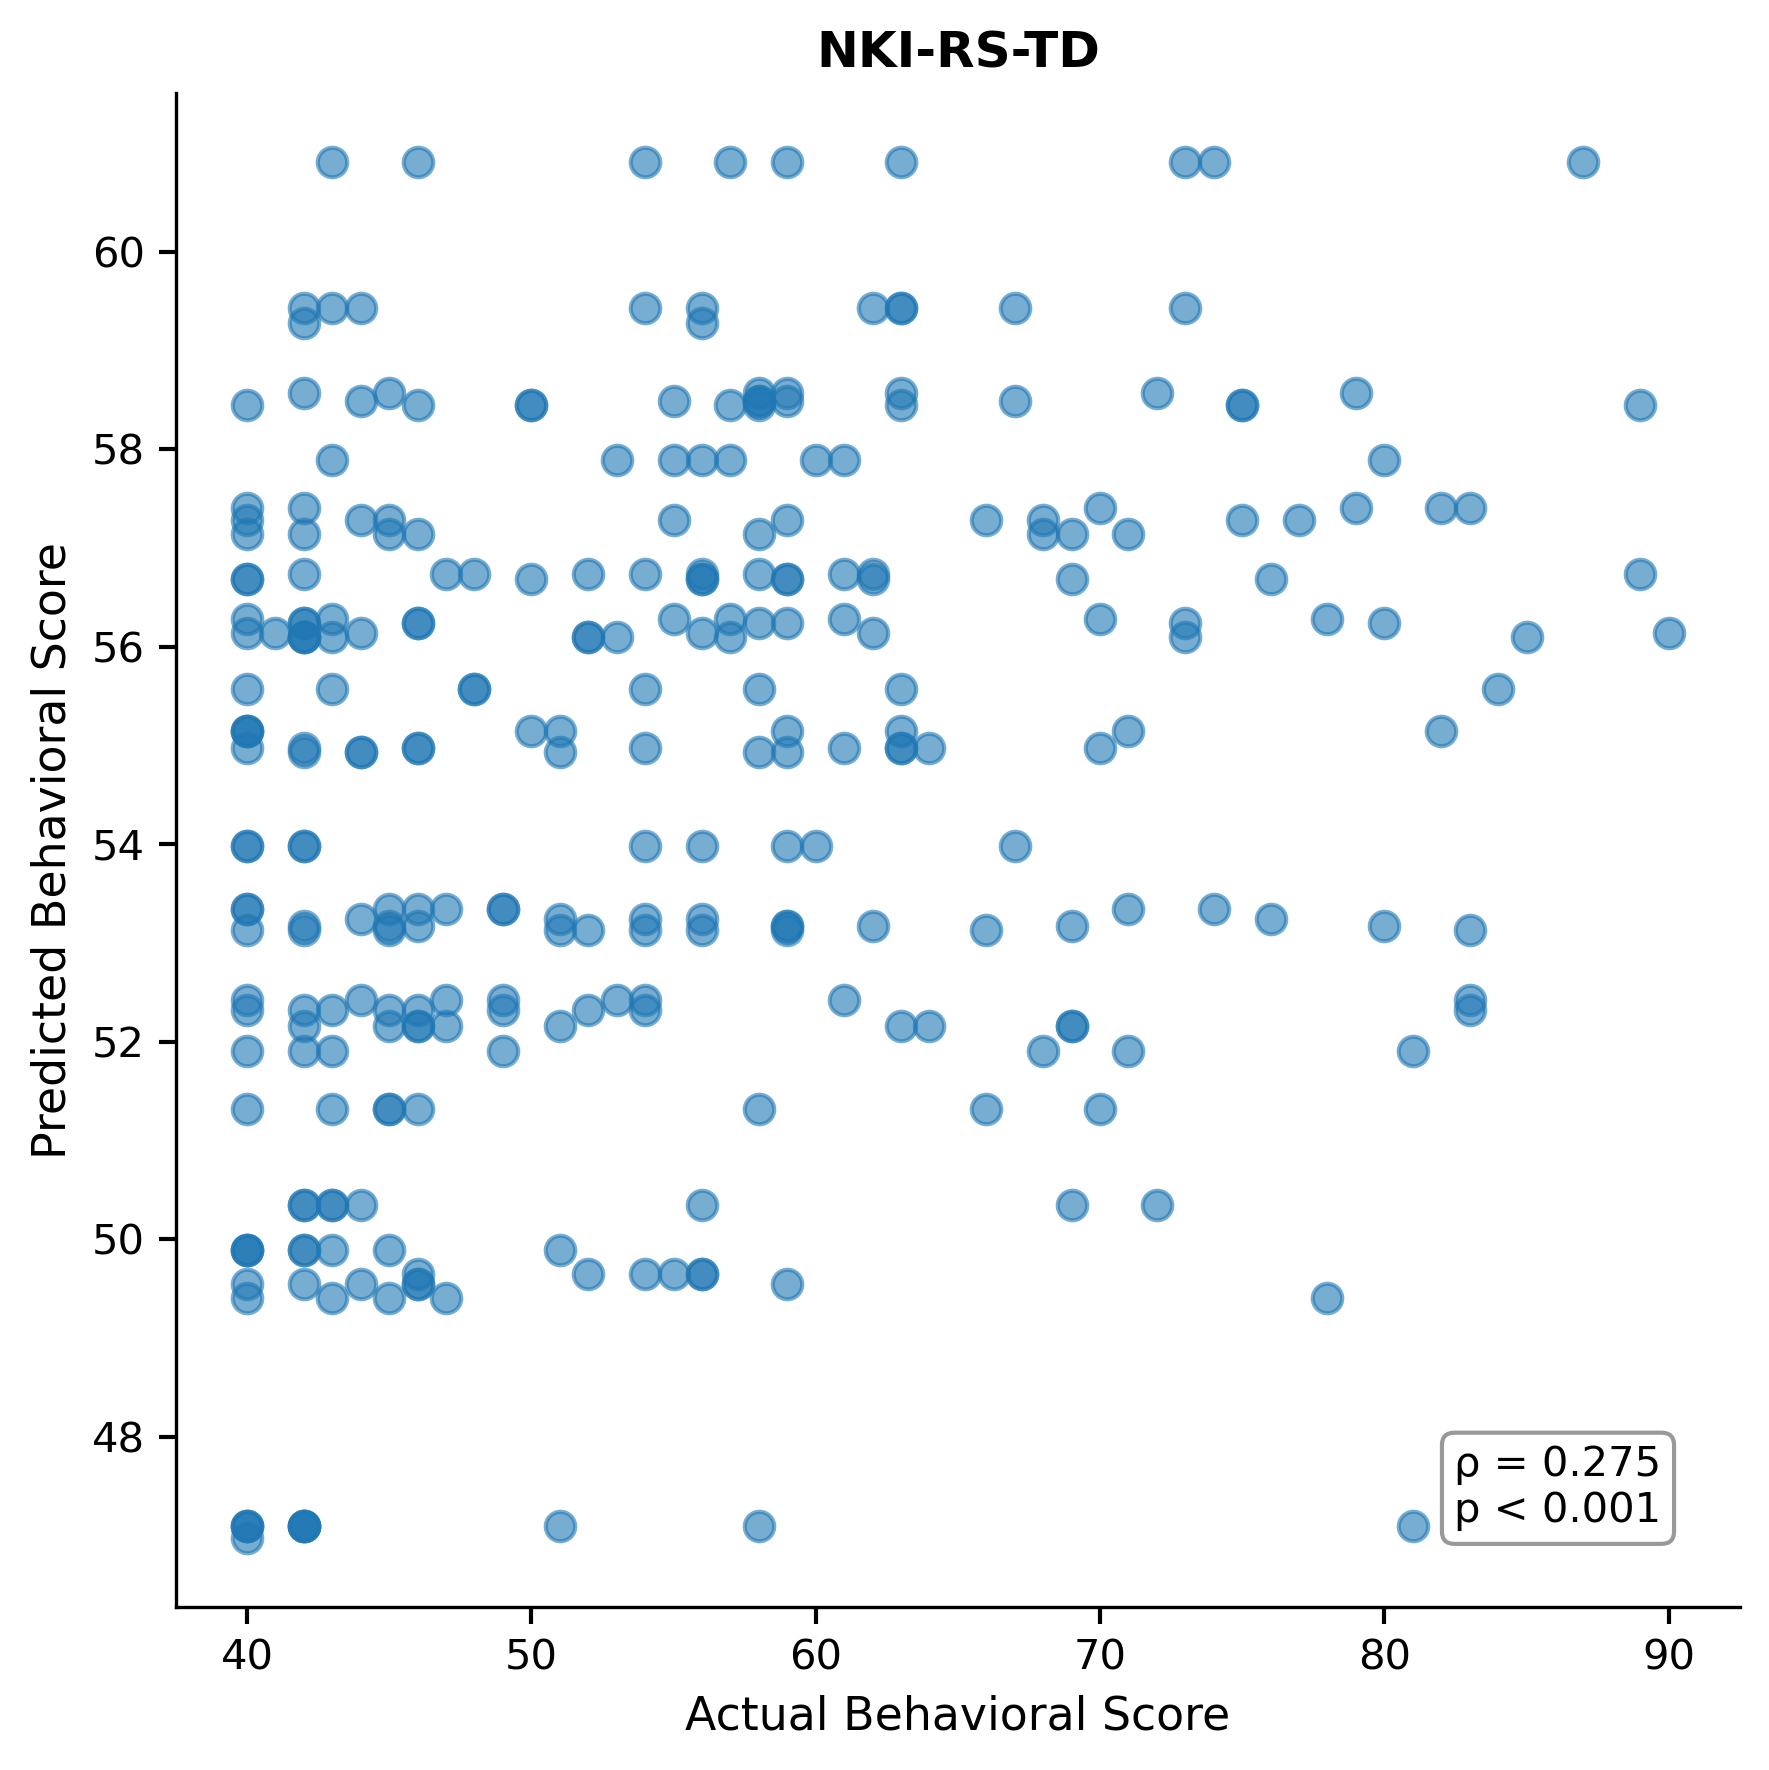 NKI-RS-TD
Predicted Behavioral Score
60
58
56
54
52
50
48
ρ = 0.275
p < 0.001
40
50
60
70
80
90
Actual Behavioral Score